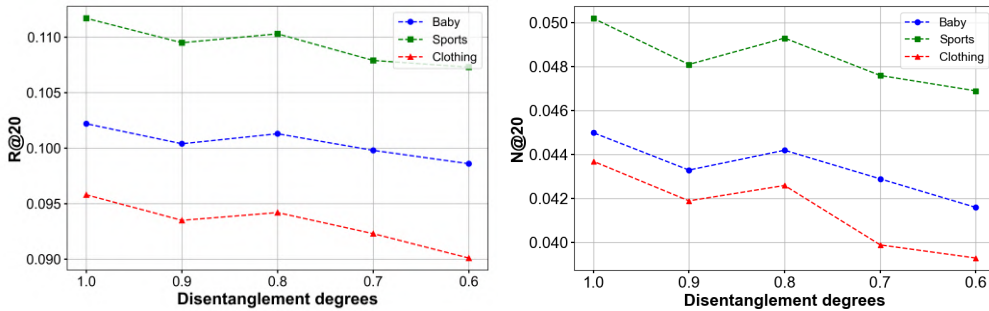 R@20
0.110
0.105
0.100
0.095
0.090
1.0 0.9 0.8 0.7 0.6
Disentanglement degrees
Baby
Sports
Clothing
N@20
0.050
0.048
0.046
0.044
0.042
0.040
1.0 0.9 0.8 0.7 0.6
Disentanglement degrees
Baby
Sports
Clothing